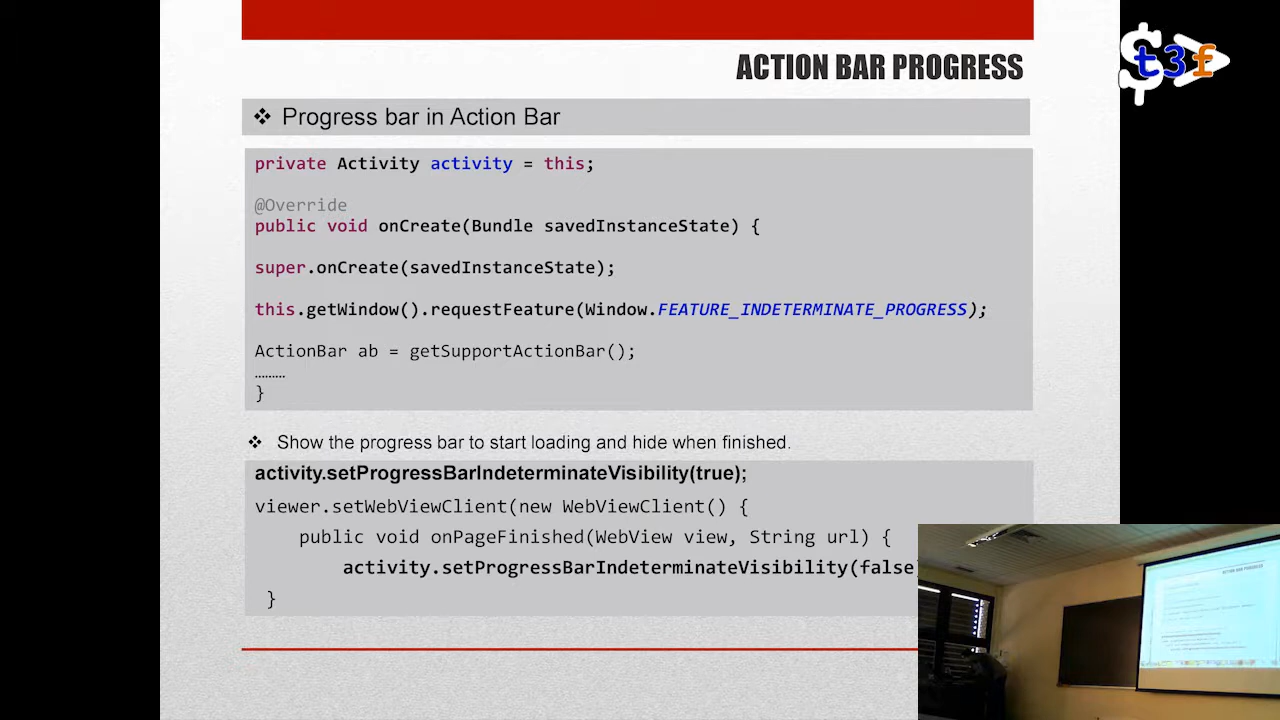 ACTION BAR PROGRESS
$ t3f
❖ Progress bar in Action Bar
private Activity activity = this;
@Override
public void onCreate(Bundle savedInstanceState) {
super.onCreate(savedInstanceState);
this.getWindow().requestFeature(Window.FEATURE_INDETERMINATE_PROGRESS);
ActionBar ab = getSupportActionBar();
………
}
❖ Show the progress bar to start loading and hide when finished.
activity.setProgressBarIndeterminateVisibility(true);
viewer.setWebViewClient(new WebViewClient() {
public void onPageFinished(WebView view, String url) {
activity.setProgressBarIndeterminateVisibility(false
}
ACTION BAR PROGRESS